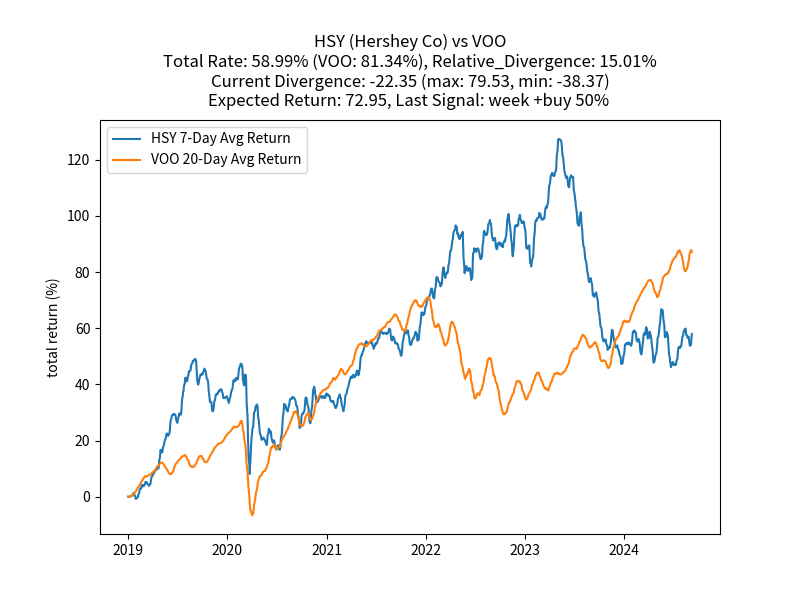 HSY (Hershey Co) vs VOO
Total Rate: 58.99% (VOO: 81.34%), Relative_Divergence: 15.01%
Current Divergence: -22.35 (max: 79.53, min: -38.37)
Expected Return: 72.95, Last Signal: week +buy 50%
HSY 7-Day Avg Return
VOO 20-Day Avg Return
total return (%)
120
100
80
60
40
20
0
2019 2020 2021 2022 2023 2024